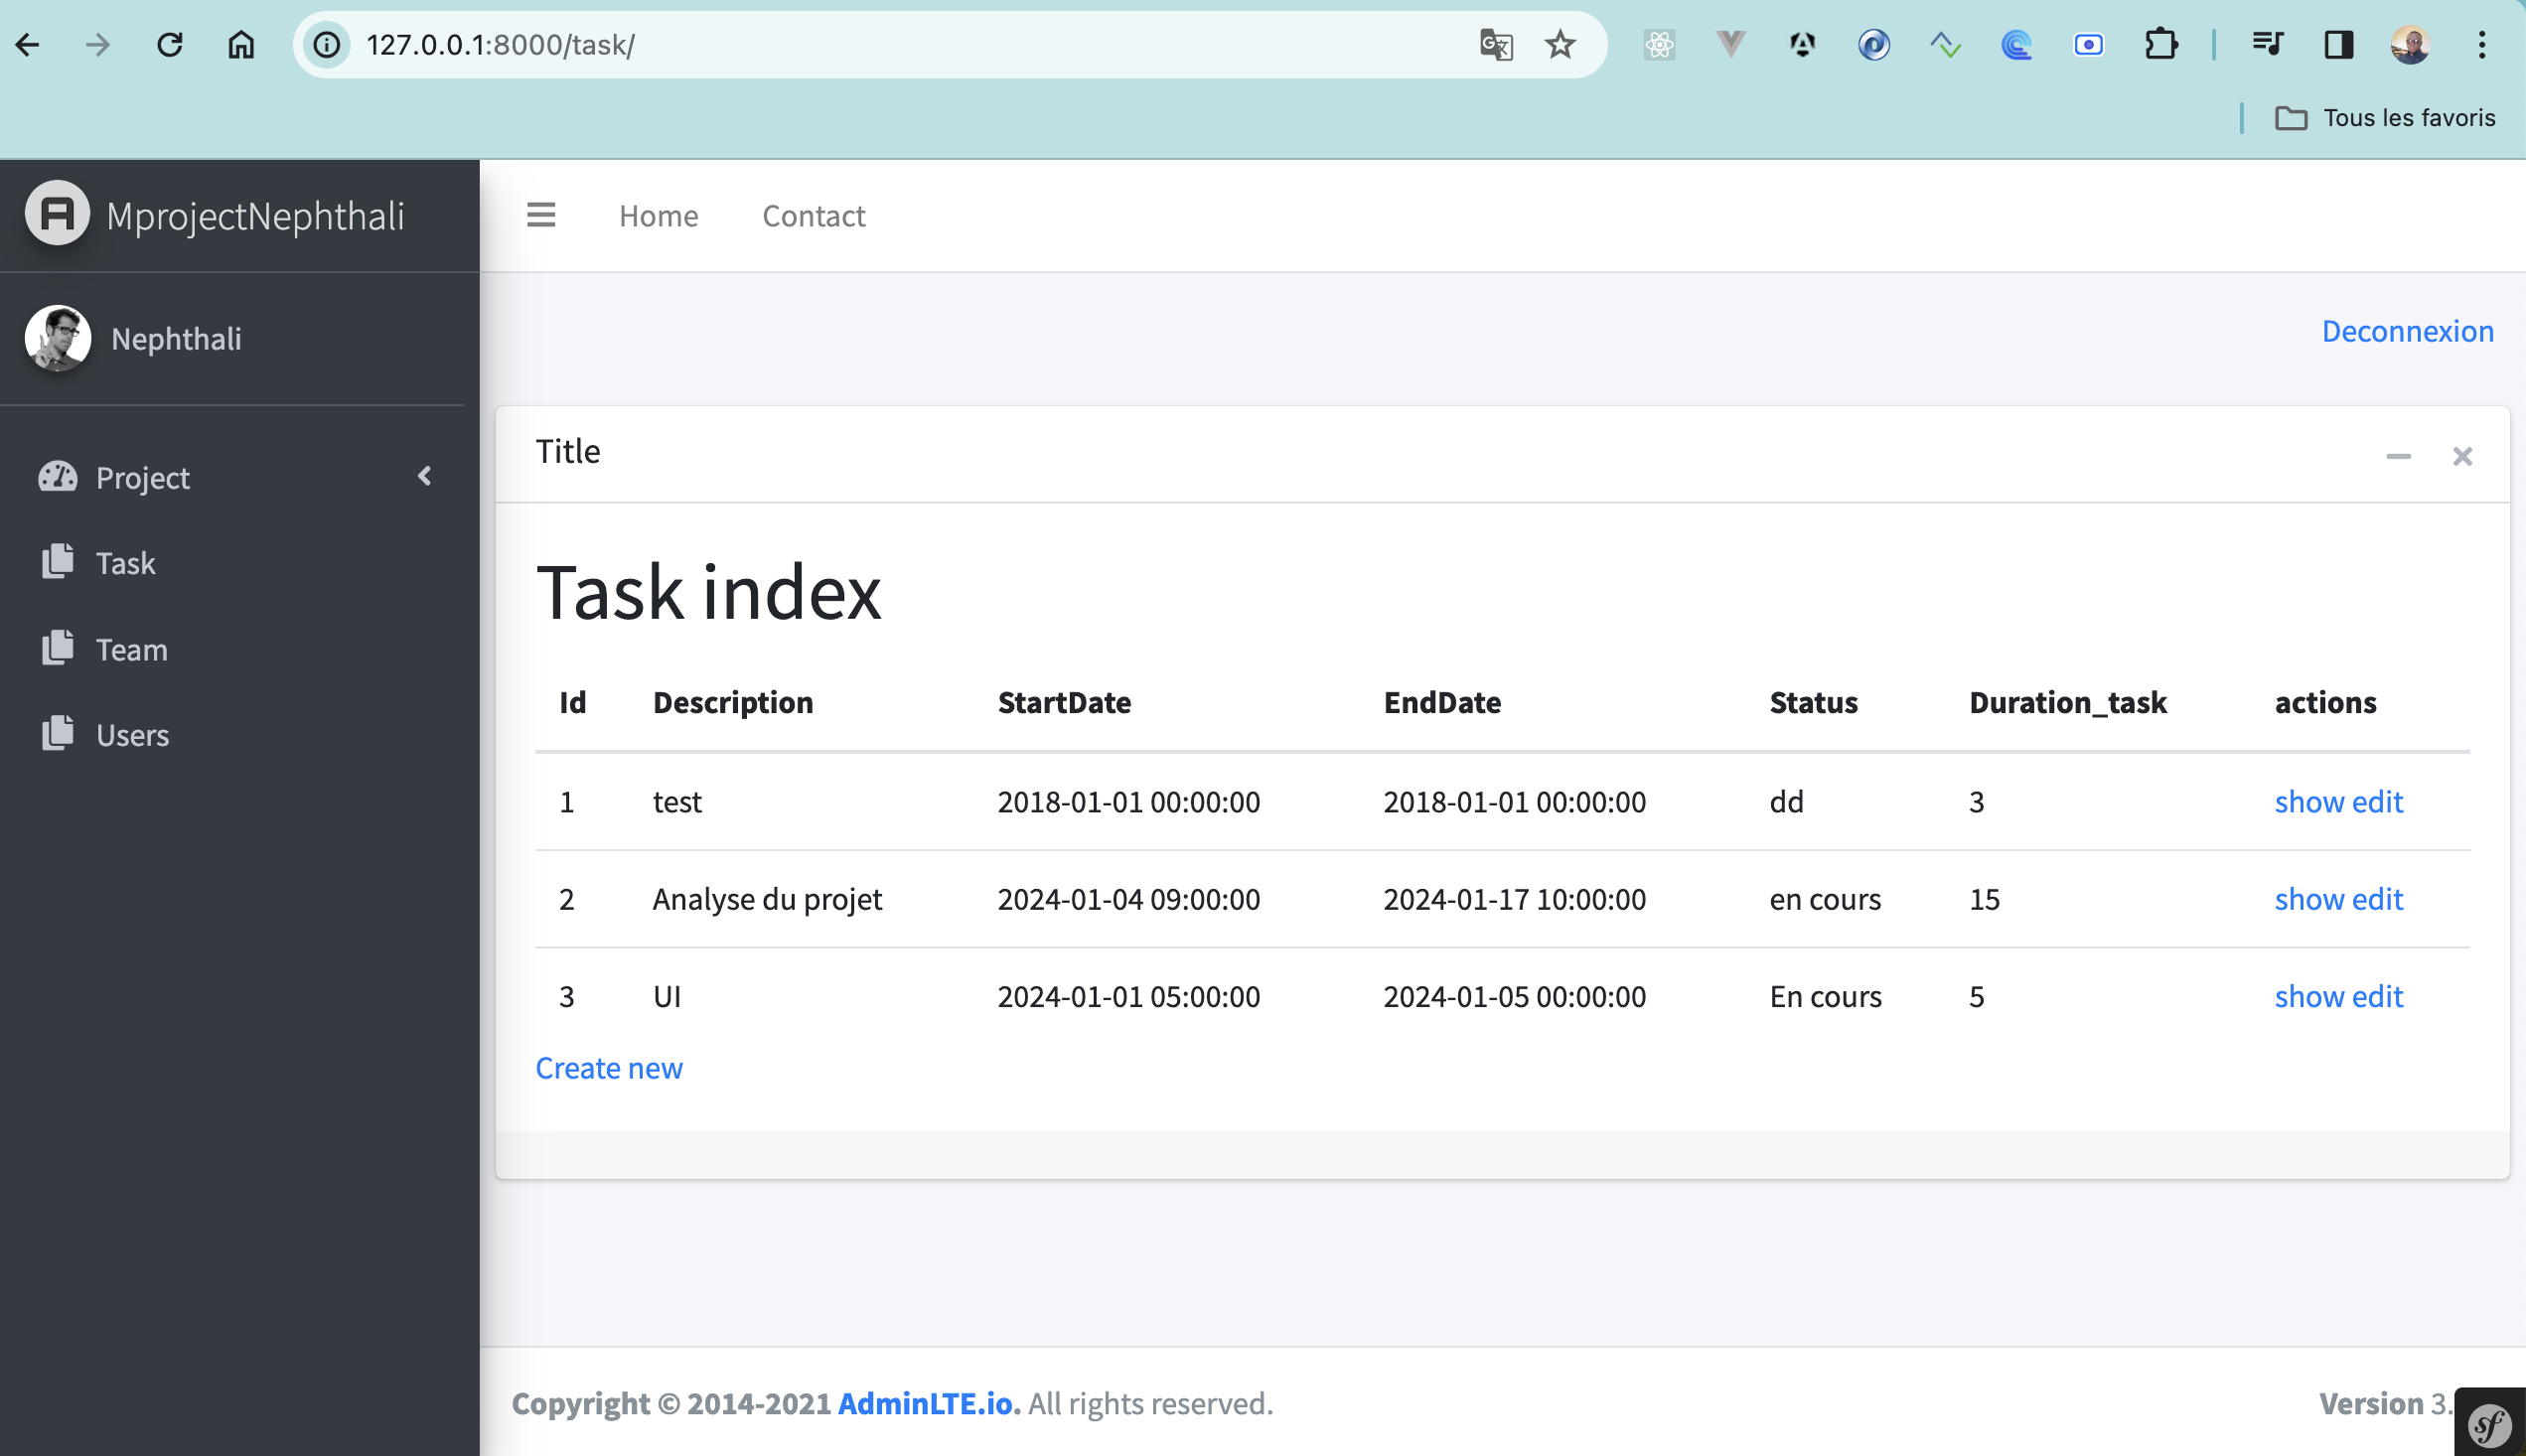 127.0.0.1:8000/task/
Tous les favoris
MprojectNephthali
Home Contact
Nephthali
Deconnexion
Project
Task
Team
Users
Title
Task index
Id Description StartDate EndDate Status Duration_task actions
1 test 2018-01-01 00:00:00 2018-01-01 00:00:00 dd 3 show edit
2 Analyse du projet 2024-01-04 09:00:00 2024-01-17 10:00:00 en cours 15 show edit
3 UI 2024-01-01 05:00:00 2024-01-05 00:00:00 En cours 5 show edit
Create new
Copyright © 2014-2021 AdminLTE.io. All rights reserved.
Version 3.
sf